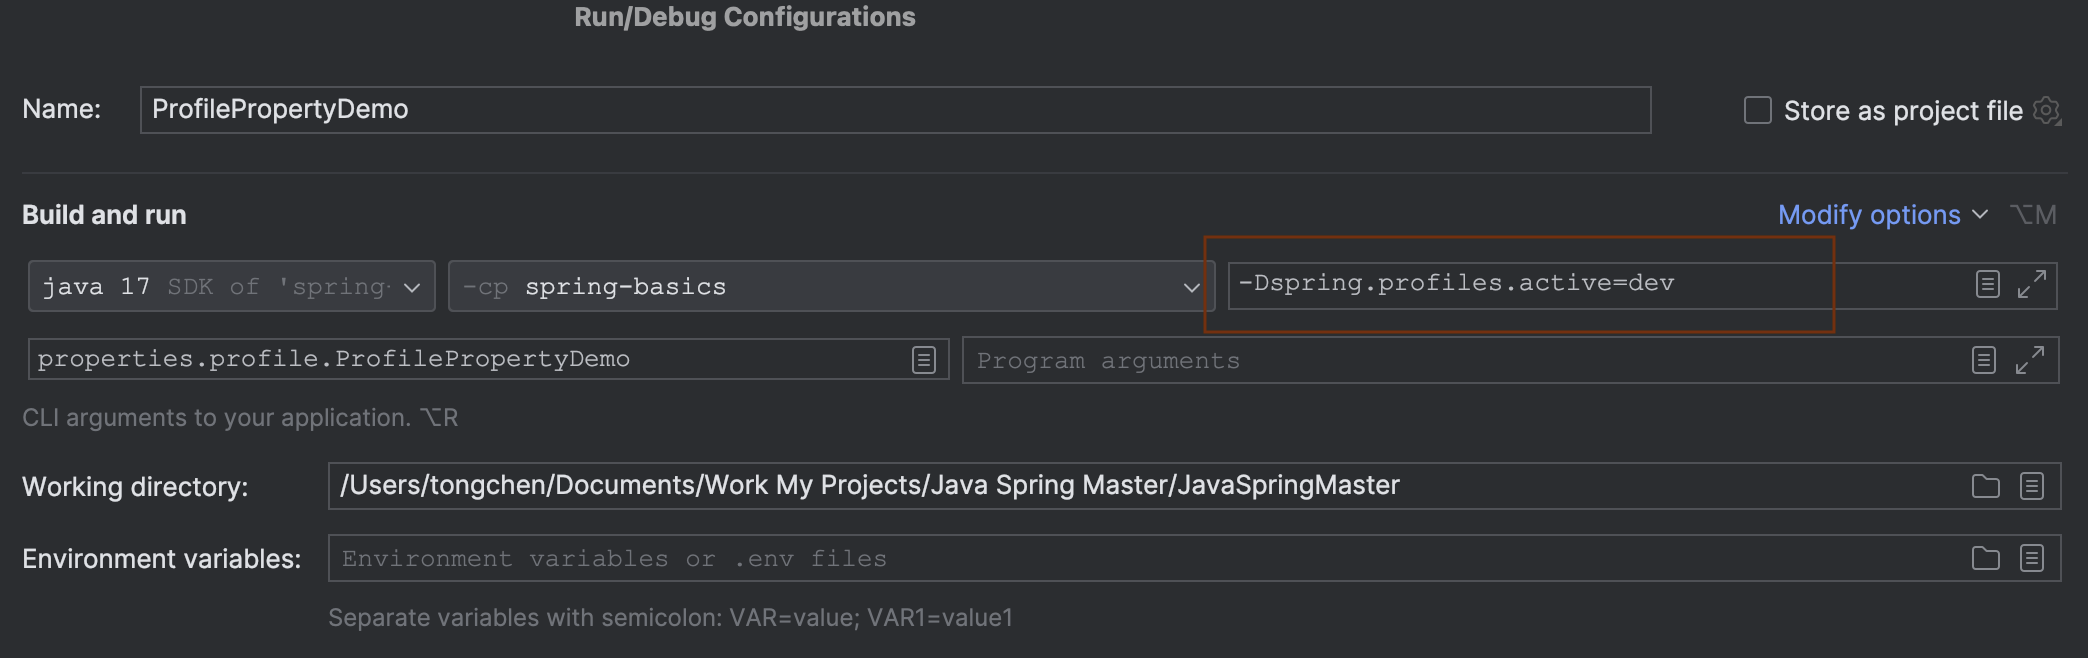 Run/Debug Configurations
Name: ProfilePropertyDemo Store as project file
Build and run Modify options ⌥M
java 17 SDK of 'spring- -cp spring-basics -Dspring.profiles.active=dev
properties.profile.ProfilePropertyDemo Program arguments
CLI arguments to your application. ⌥R
Working directory: /Users/tongchen/Documents/Work My Projects/Java Spring Master/JavaSpringMaster
Environment variables: Environment variables or .env files
Separate variables with semicolon: VAR=value; VAR1=value1